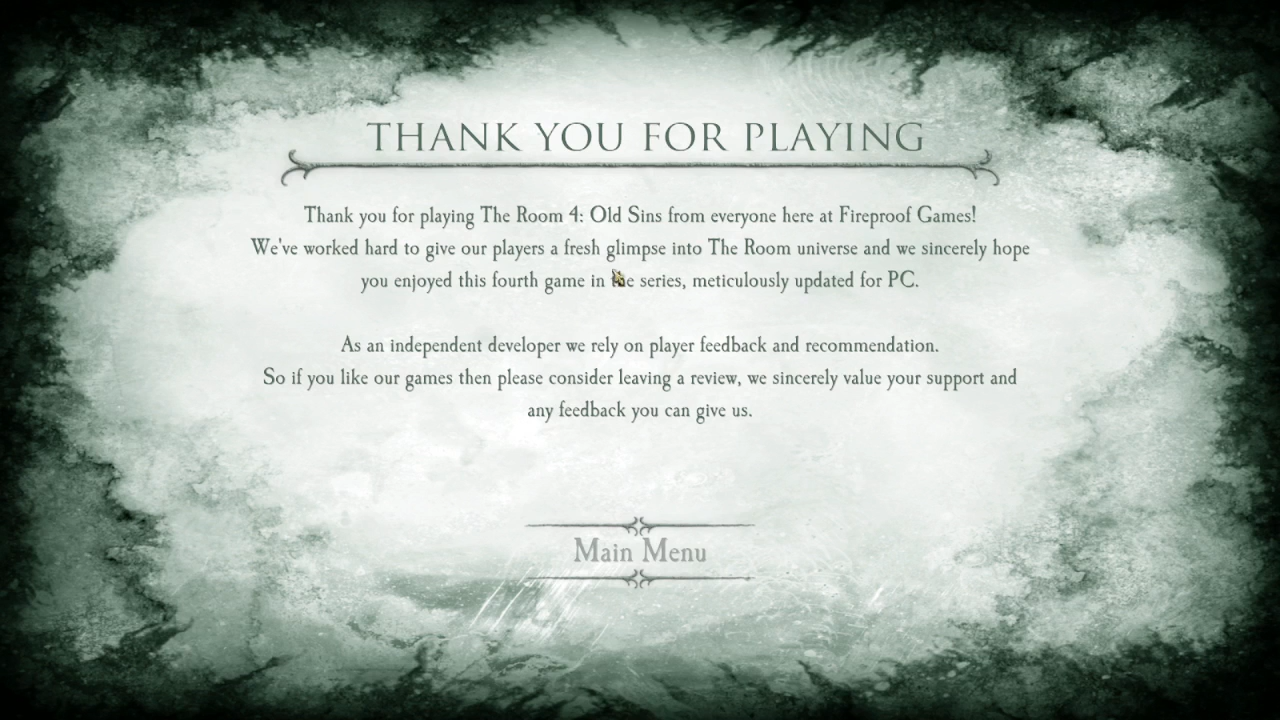 THANK YOU FOR PLAYING
Thank you for playing The Room 4: Old Sins from everyone here at Fireproof Games!
We've worked hard to give our players a fresh glimpse into The Room universe and we sincerely hope
you enjoyed this fourth game in the series, meticulously updated for PC.
As an independent developer we rely on player feedback and recommendation.
So if you like our games then please consider leaving a review, we sincerely value your support and
any feedback you can give us.
Main Menu